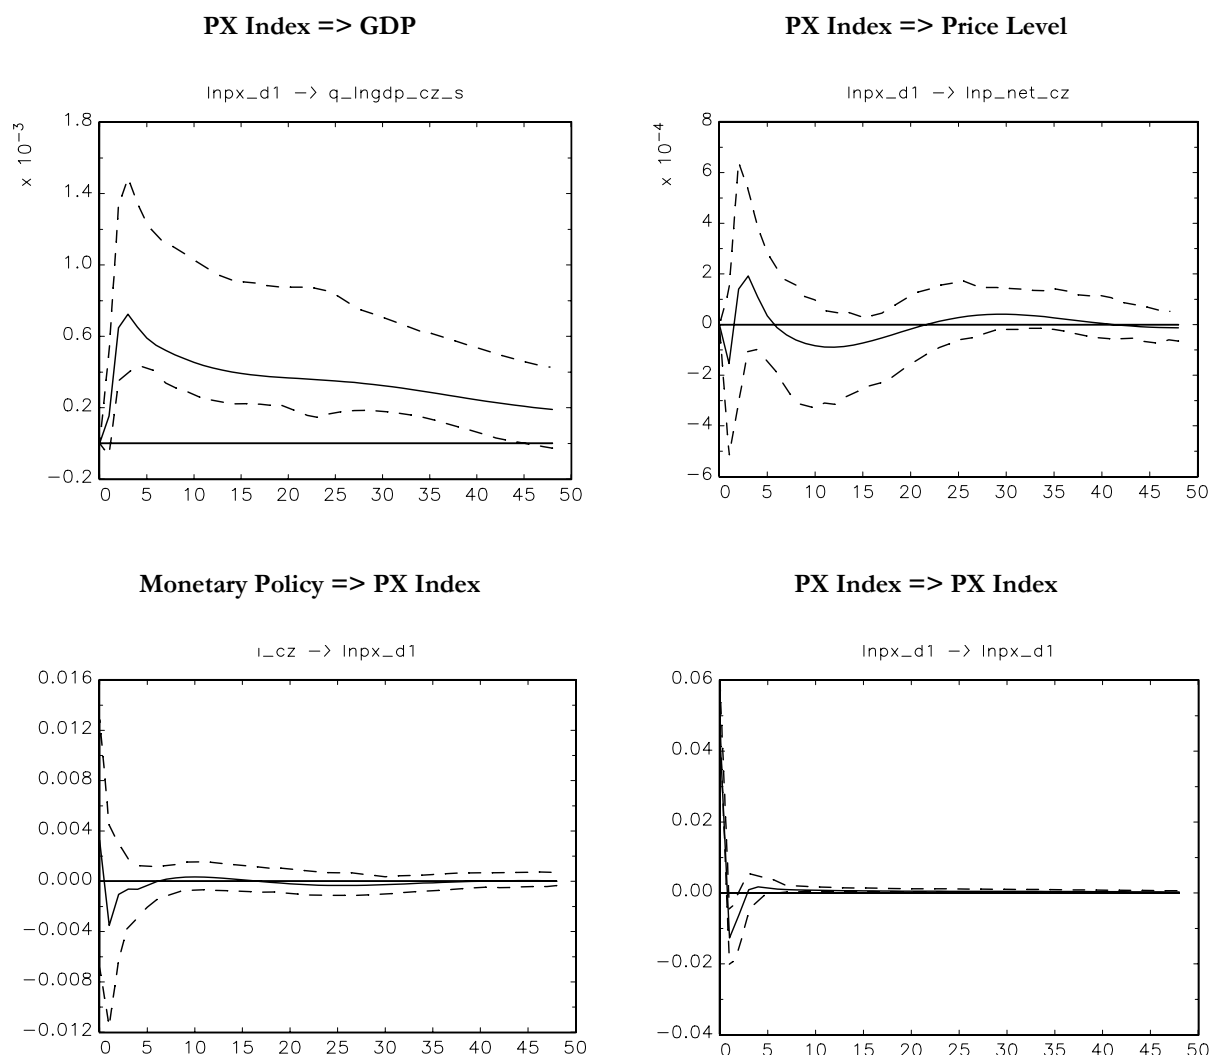 PX Index => GDP
PX Index => Price Level
lnpx_d1 -> q_lngdp_cz_s
lnpx_d1 -> lnp_net_cz
x 10^-3
1.8
1.4
1.0
0.6
0.2
-0.2
0 5 10 15 20 25 30 35 40 45 50
x 10^-4
8
6
4
2
0
-2
-4
-6
0 5 10 15 20 25 30 35 40 45 50
Monetary Policy => PX Index
PX Index => PX Index
ı_cz -> lnpx_d1
lnpx_d1 -> lnpx_d1
0.016
0.012
0.008
0.004
0.000
-0.004
-0.008
-0.012
0 5 10 15 20 25 30 35 40 45 50
0.06
0.04
0.02
0.00
-0.02
-0.04
0 5 10 15 20 25 30 35 40 45 50